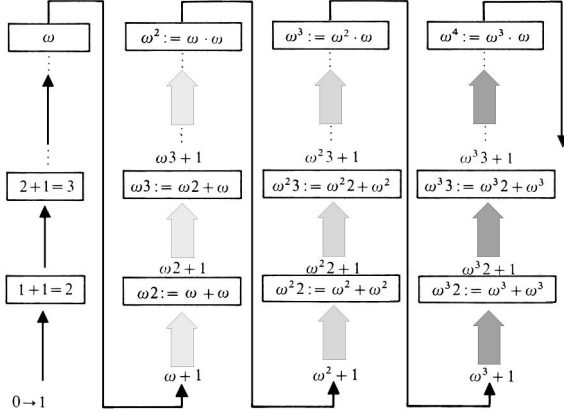 ω
2+1=3
1+1=2
0→1
ω² := ω · ω
ω3+1
ω3 := ω2+ω
ω2+1
ω2 := ω+ω
ω+1
ω³ := ω² · ω
ω²3+1
ω²3 := ω²2+ω²
ω²2+1
ω²2 := ω²+ω²
ω²+1
ω⁴ := ω³ · ω
ω³3+1
ω³3 := ω³2+ω³
ω³2+1
ω³2 := ω³+ω³
ω³+1